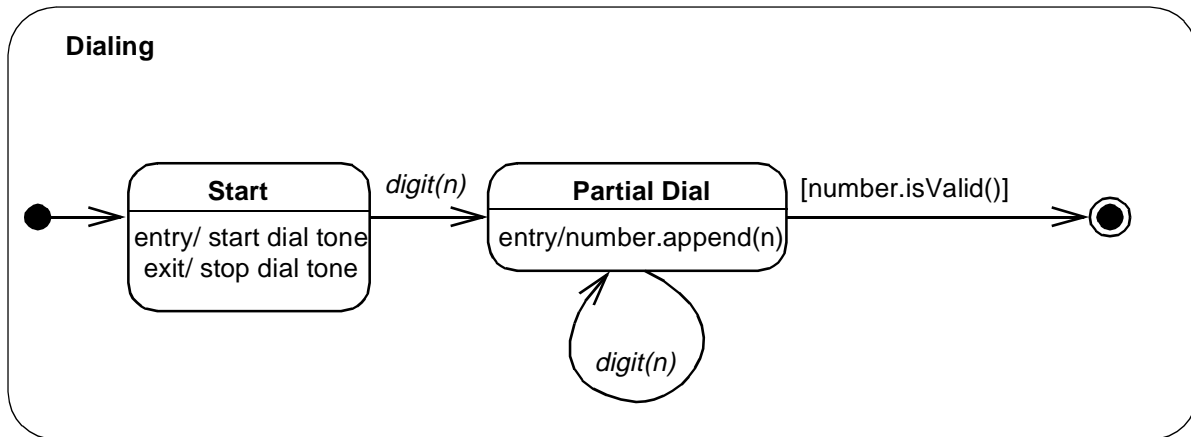 Dialing
Start
entry/ start dial tone
exit/ stop dial tone
digit(n)
Partial Dial
entry/number.append(n)
digit(n)
[number.isValid()]